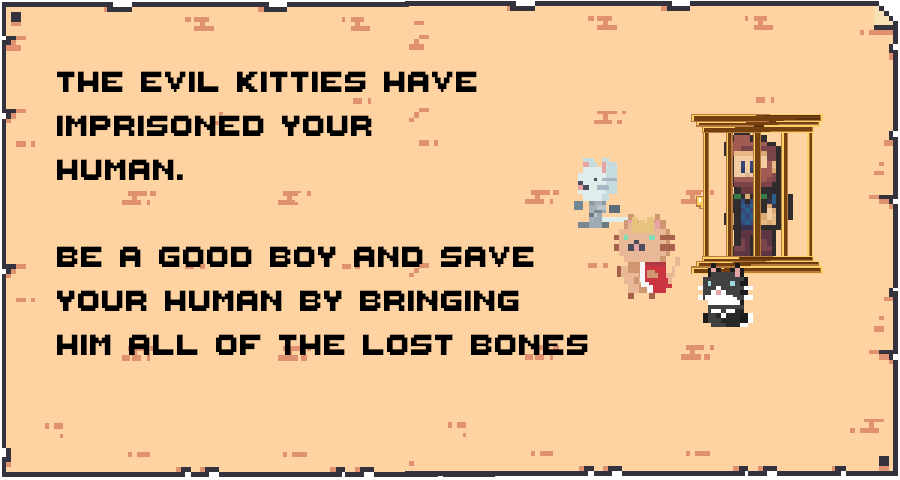 THE EVIL KITTIES HAVE
IMPRISONED YOUR
HUMAN.
BE A GOOD BOY AND SAVE
YOUR HUMAN BY BRINGING
HIM ALL OF THE LOST BONES